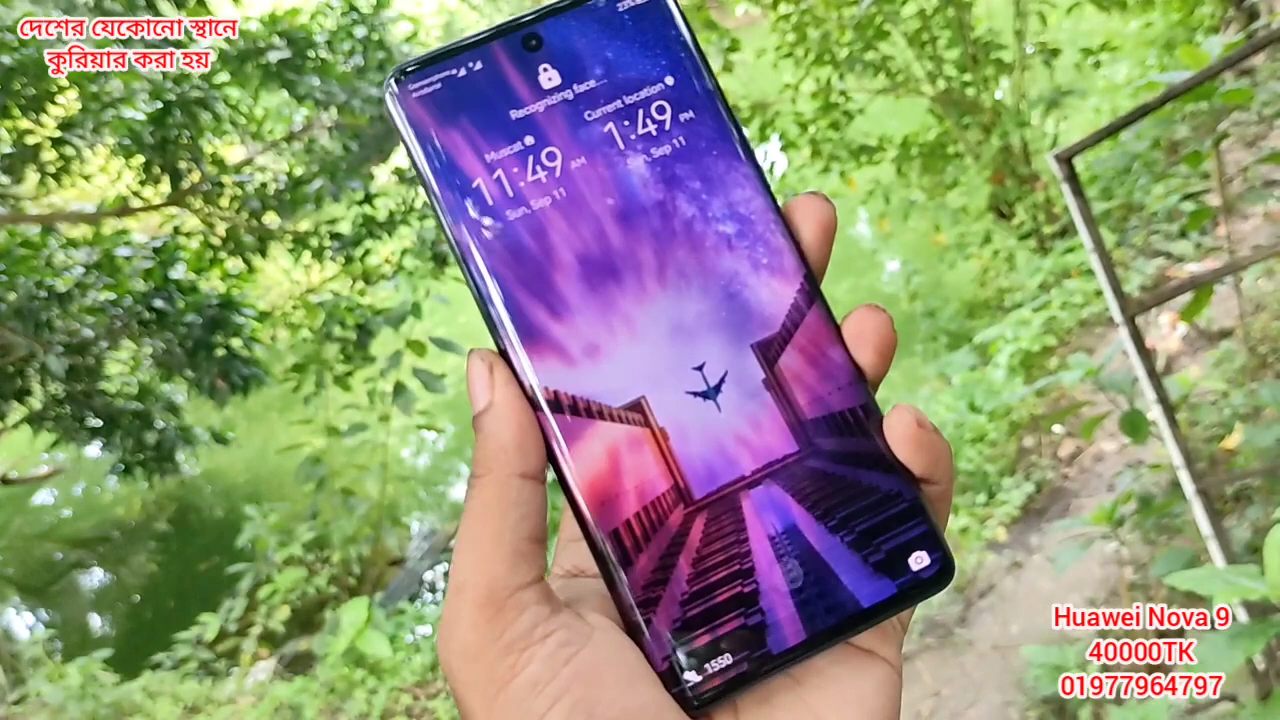 দেশের যেকোনো স্থানে
কুরিয়ার করা হয়
22%
Recognizing face...
Current location
1:49 PM
Sun, Sep 11
Muscat
11:49 AM
Sun, Sep 11
1550
Huawei Nova 9
40000TK
01977964797